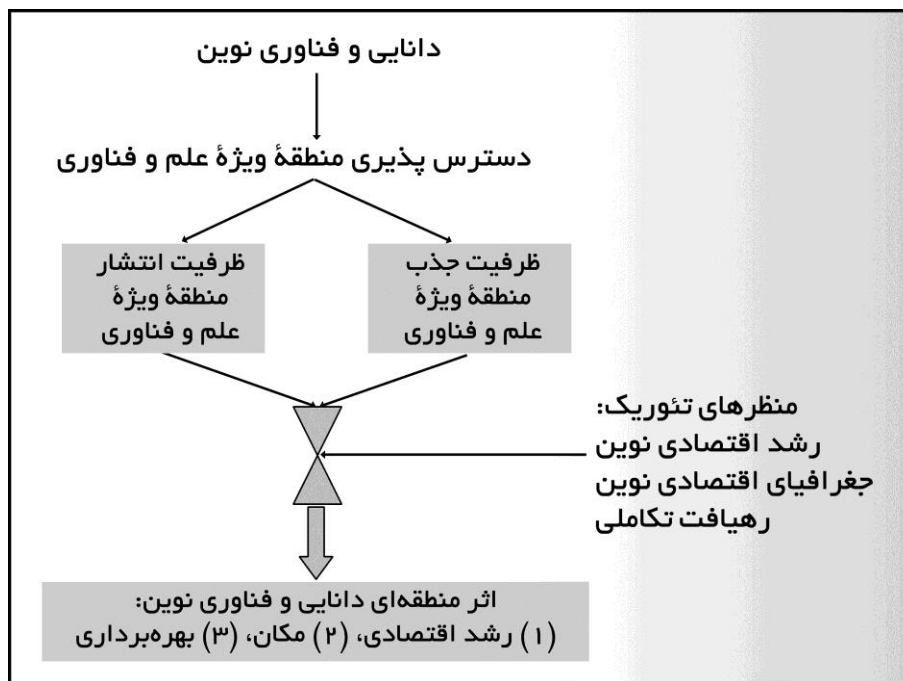 دانایی و فناوری نوین
دسترس پذیری منطقهٔ ویژهٔ علم و فناوری
ظرفیت جذب
منطقهٔ ویژهٔ
علم و فناوری
ظرفیت انتشار
منطقهٔ ویژهٔ
علم و فناوری
منظرهای تئوریک:
رشد اقتصادی نوین
جغرافیای اقتصادی نوین
رهیافت تکاملی
اثر منطقه‌ای دانایی و فناوری نوین:
(۱) رشد اقتصادی، (۲) مکان، (۳) بهره‌برداری